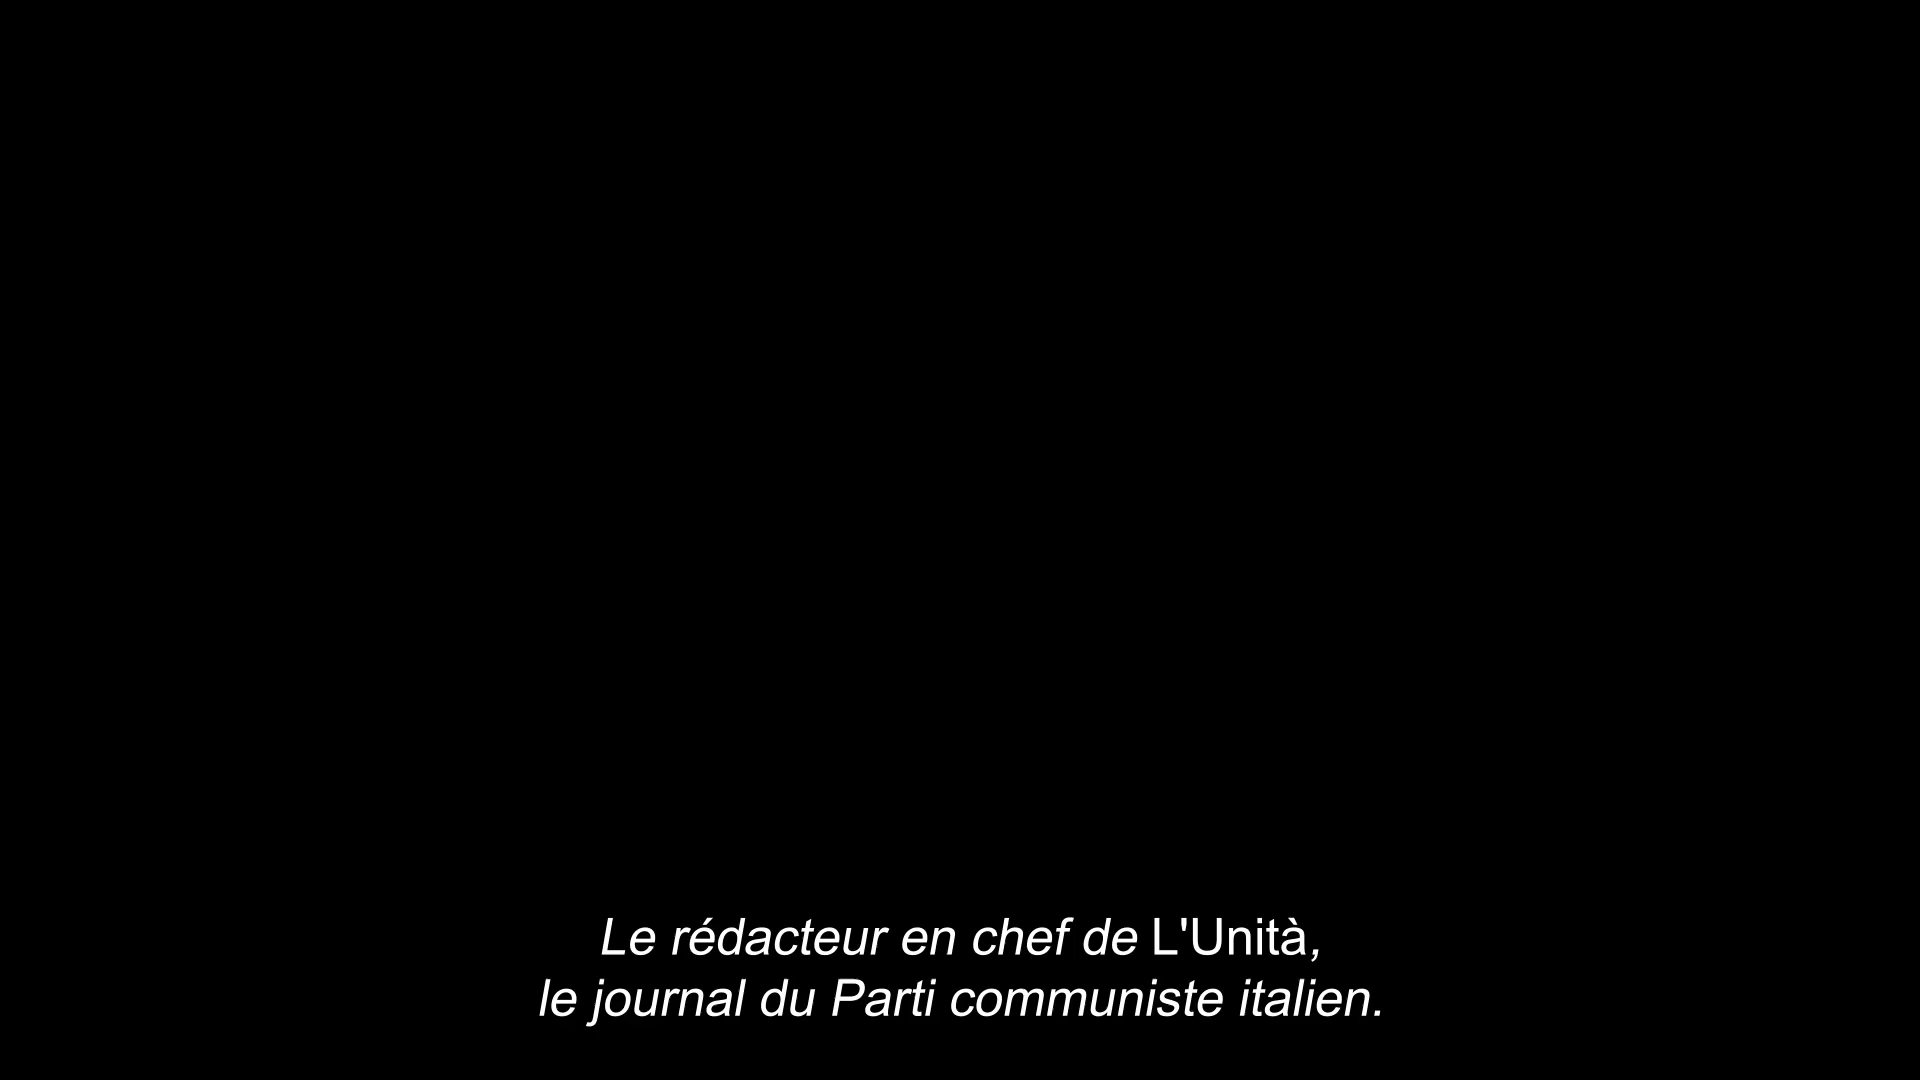 Le rédacteur en chef de L'Unità,
le journal du Parti communiste italien.